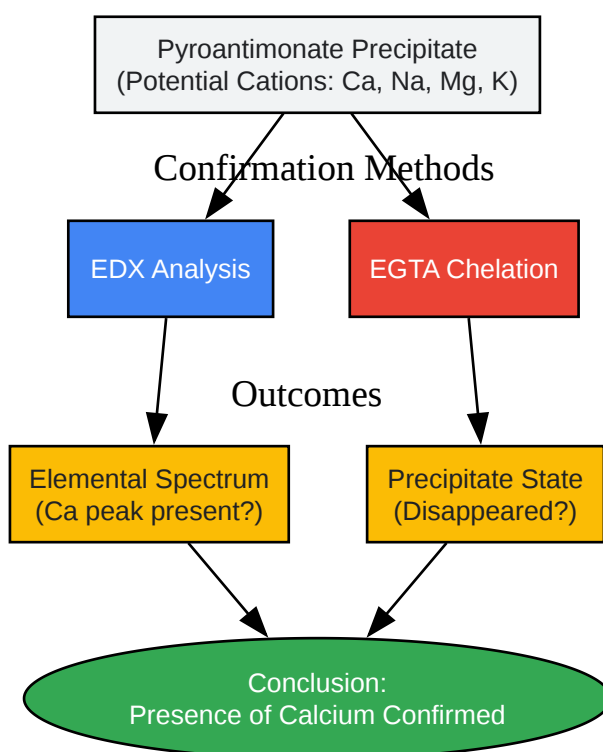 Pyroantimonate Precipitate
(Potential Cations: Ca, Na, Mg, K)
Confirmation Methods
EDX Analysis
EGTA Chelation
Outcomes
Elemental Spectrum
(Ca peak present?)
Precipitate State
(Disappeared?)
Conclusion:
Presence of Calcium Confirmed